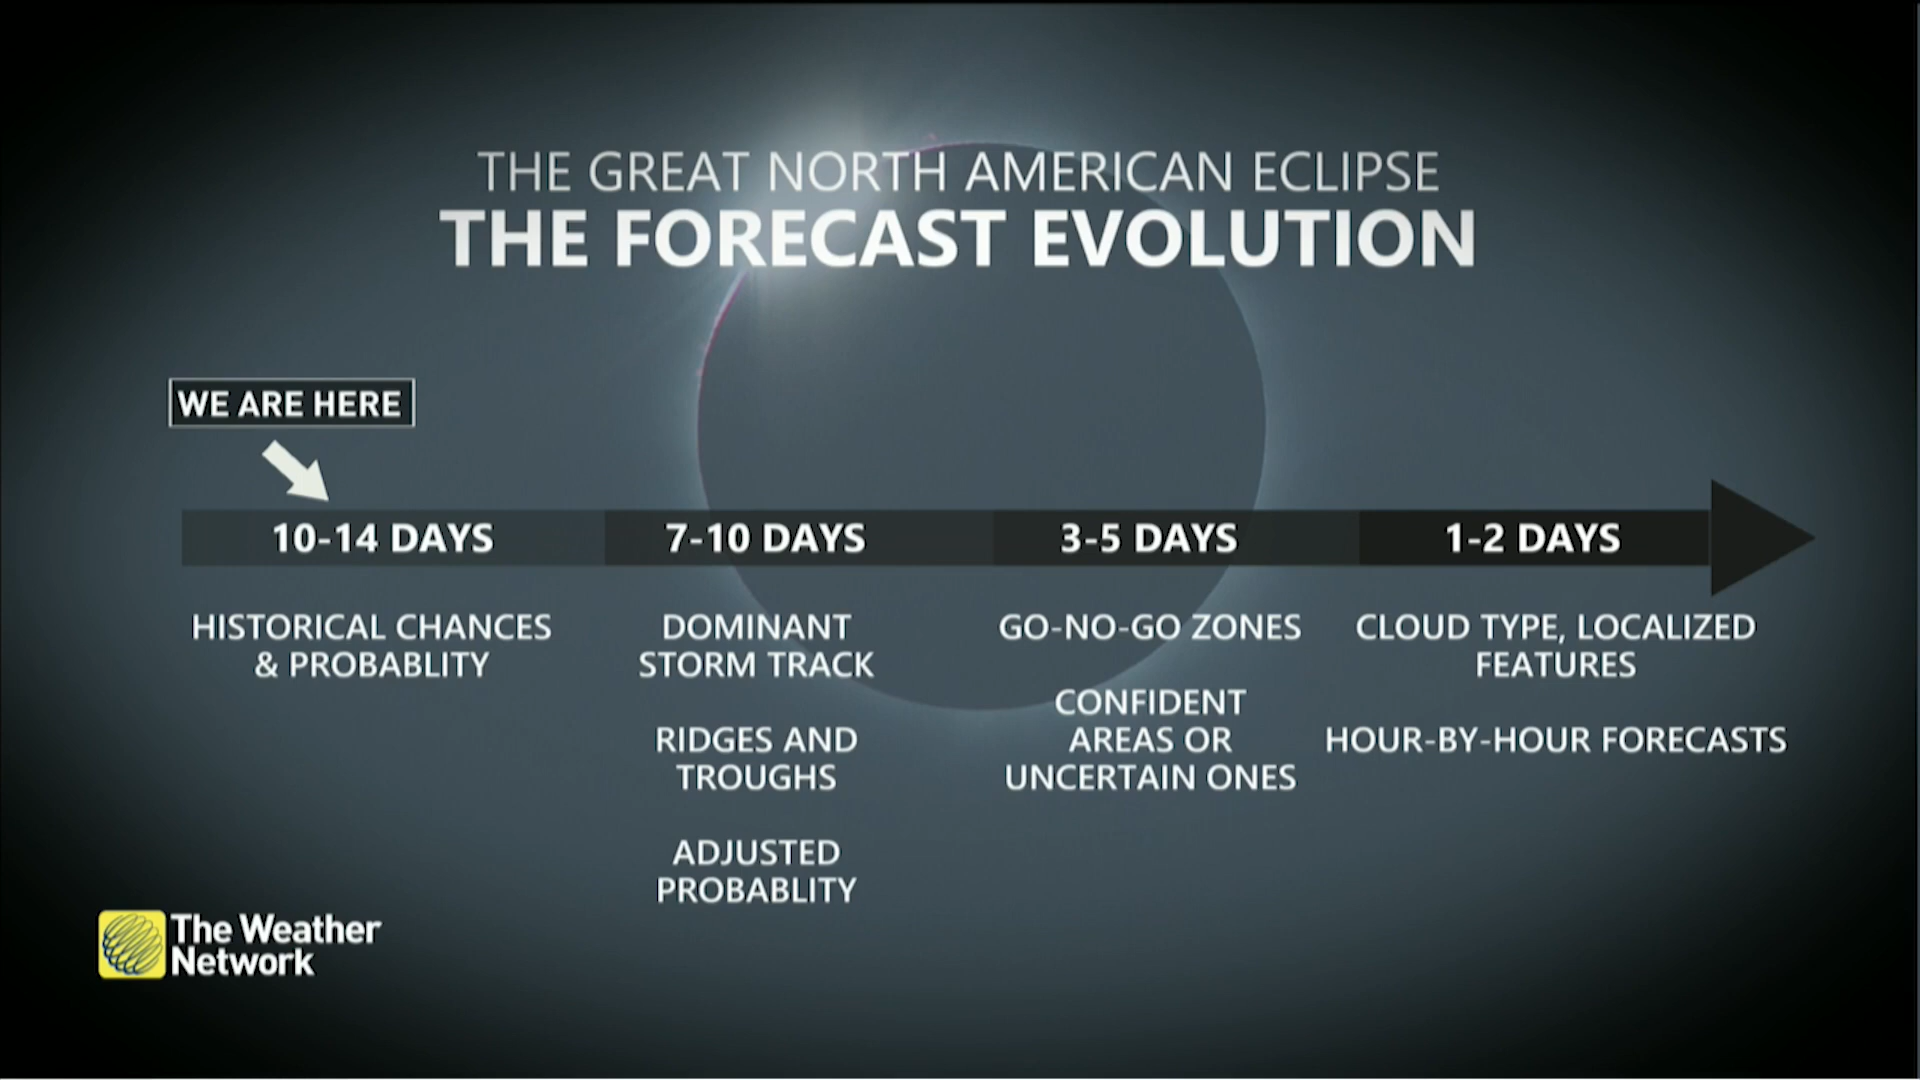 THE GREAT NORTH AMERICAN ECLIPSE
THE FORECAST EVOLUTION
WE ARE HERE
10-14 DAYS
HISTORICAL CHANCES
& PROBABLITY
7-10 DAYS
DOMINANT
STORM TRACK
RIDGES AND
TROUGHS
ADJUSTED
PROBABLITY
3-5 DAYS
GO-NO-GO ZONES
CONFIDENT
AREAS OR
UNCERTAIN ONES
1-2 DAYS
CLOUD TYPE, LOCALIZED
FEATURES
HOUR-BY-HOUR FORECASTS
The Weather
Network